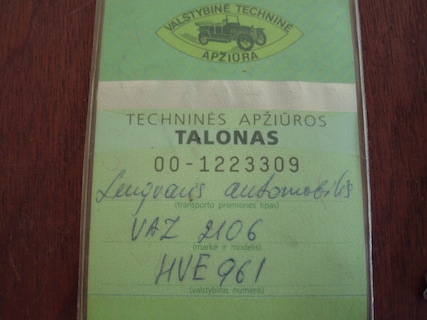 VALSTYBINĖ TECHNINĖ
APŽIŪRA
TECHNINĖS APŽIŪROS
TALONAS
00-1223309
Lengvasis automobilis
(transporto priemonės tipas)
VAZ 2106
(markė ir modelis)
HVE 961
(valstybinis numeris)